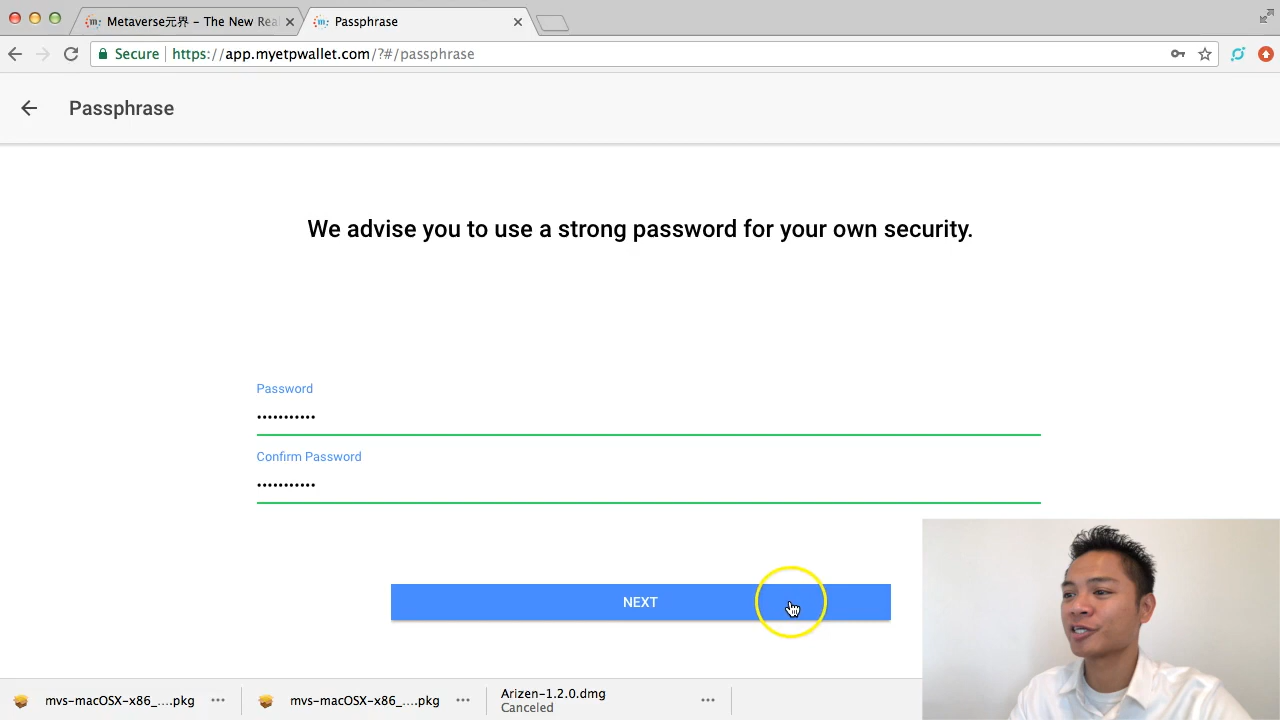 Metaverse元界 – The New Rea
Passphrase
Secure
https://app.myetpwallet.com/?#/passphrase
Passphrase
We advise you to use a strong password for your own security.
Password
•••••••••••
Confirm Password
•••••••••••
NEXT
mvs-macOSX-x86_....pkg
mvs-macOSX-x86_....pkg
Arizen-1.2.0.dmg
Canceled